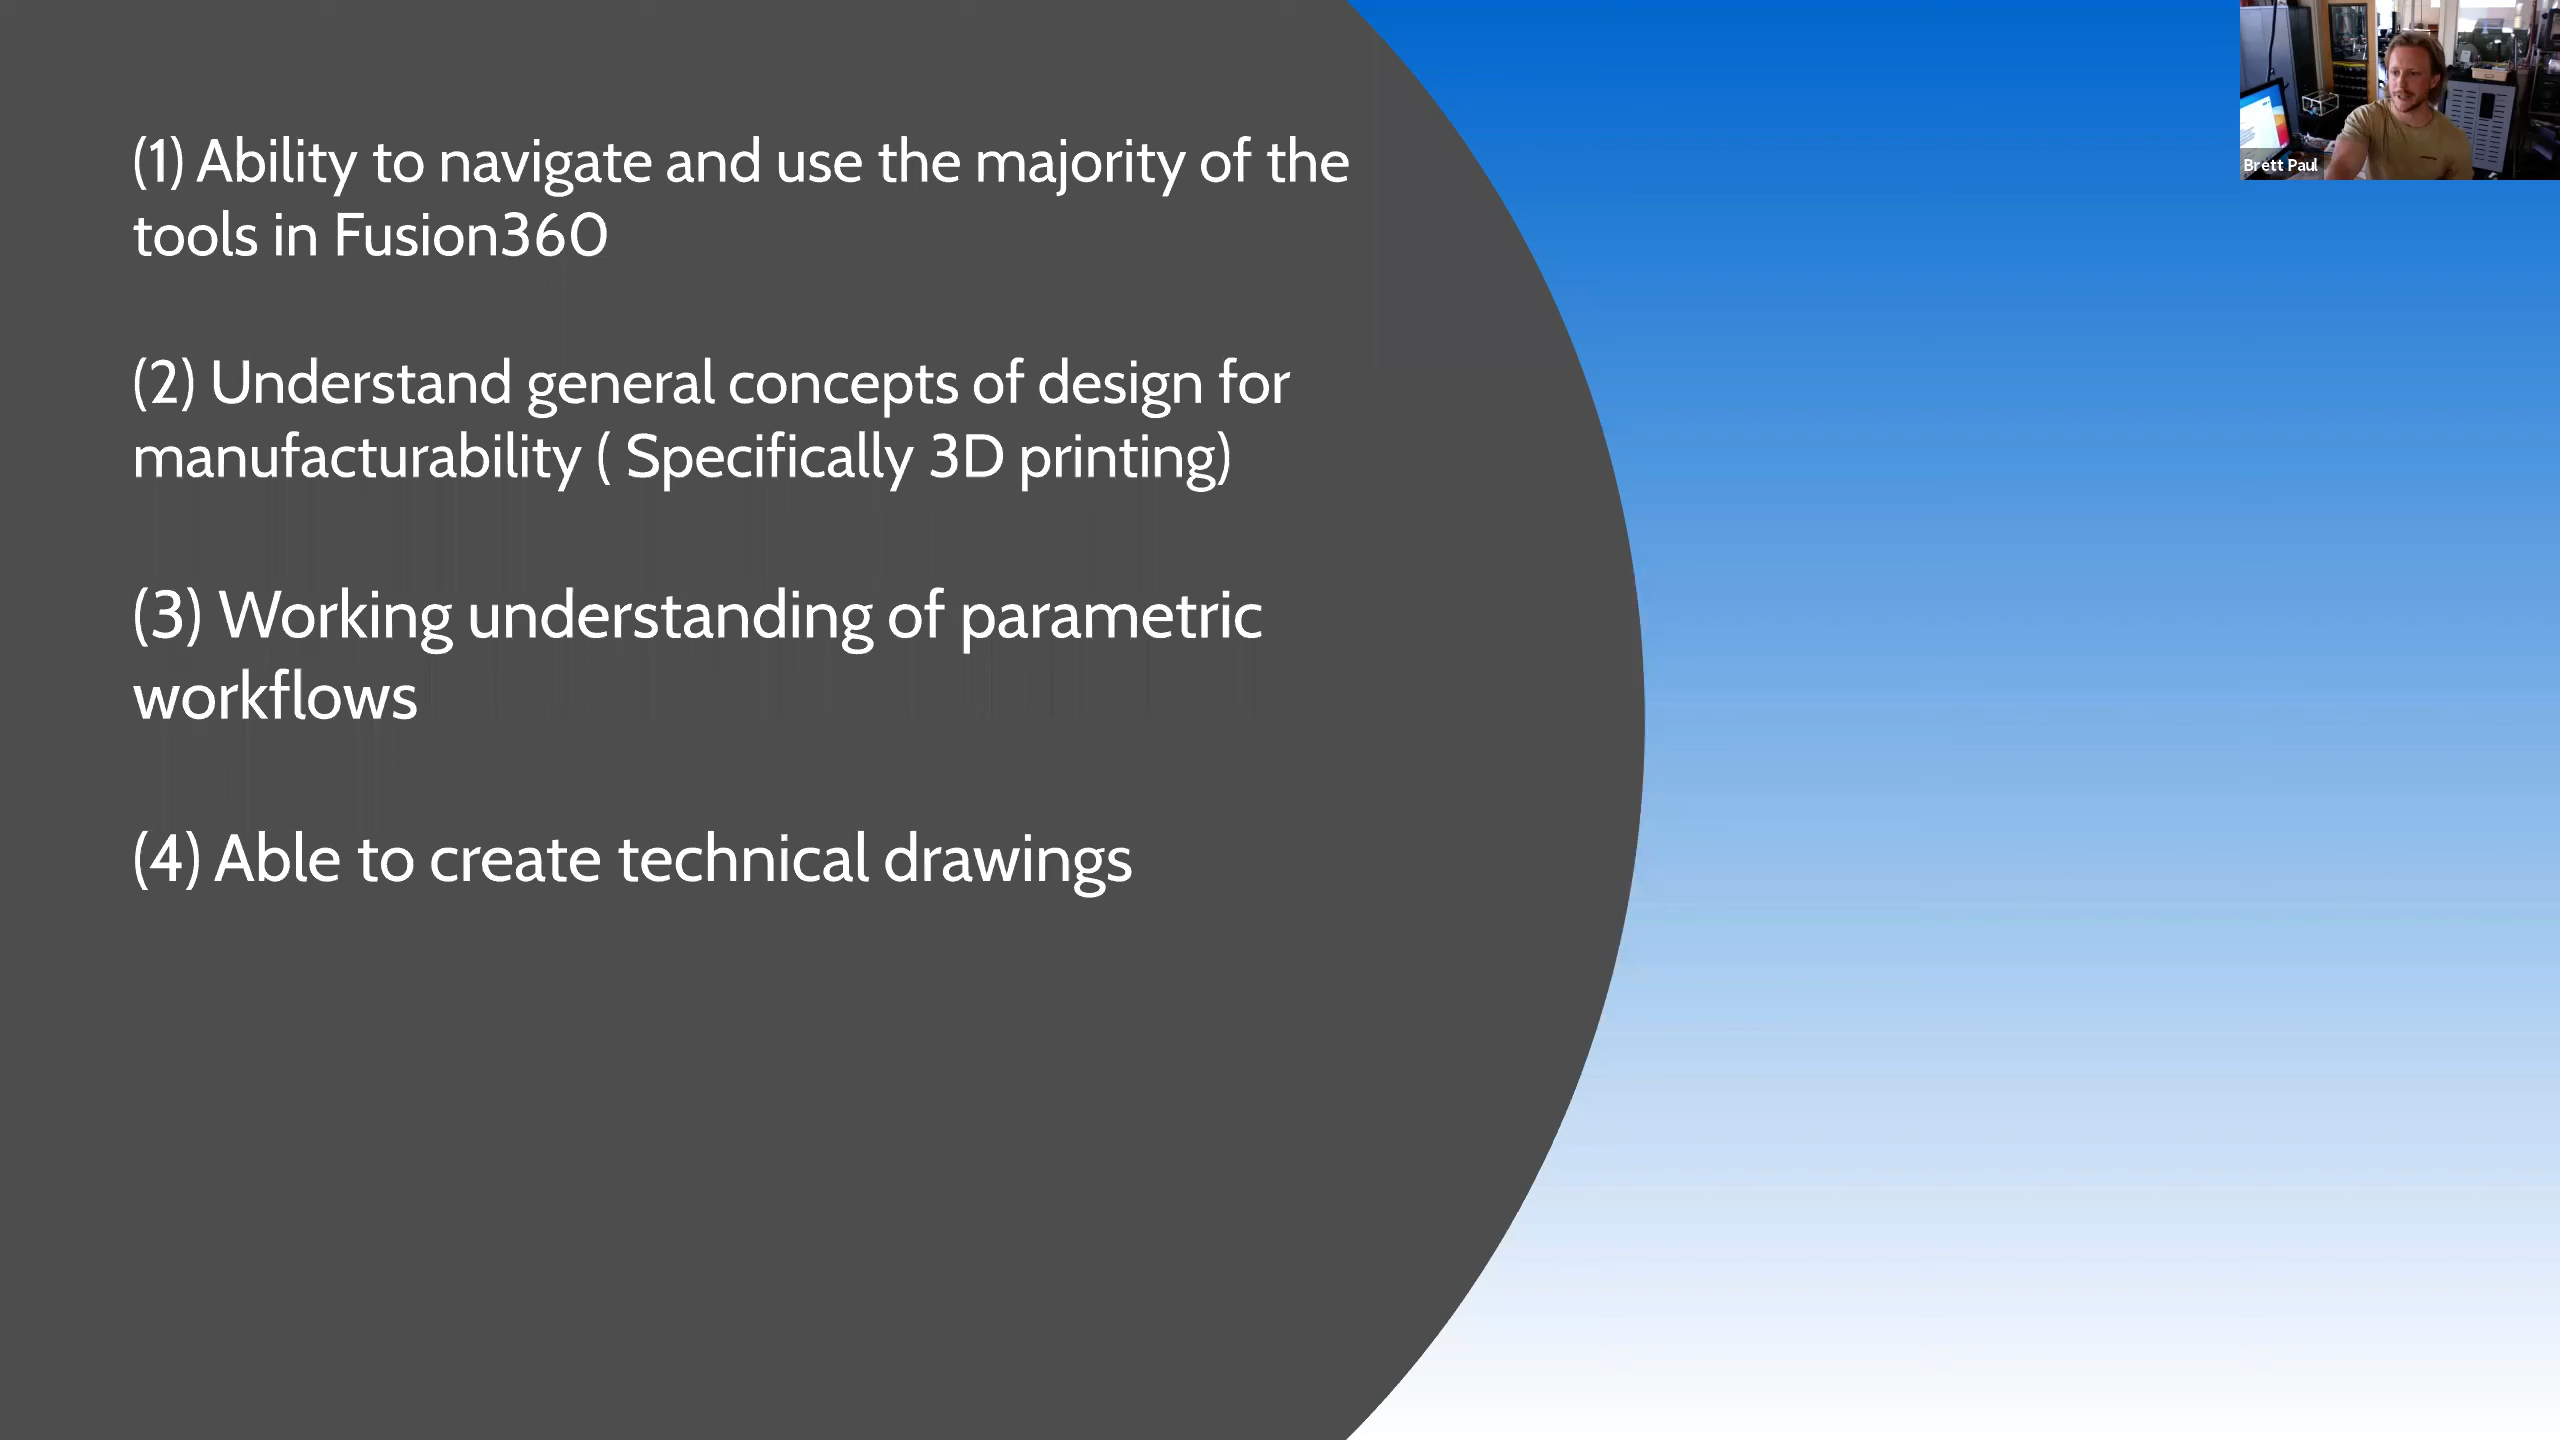 (1) Ability to navigate and use the majority of the
tools in Fusion360
(2) Understand general concepts of design for
manufacturability ( Specifically 3D printing)
(3) Working understanding of parametric
workflows
(4) Able to create technical drawings
Brett Paul